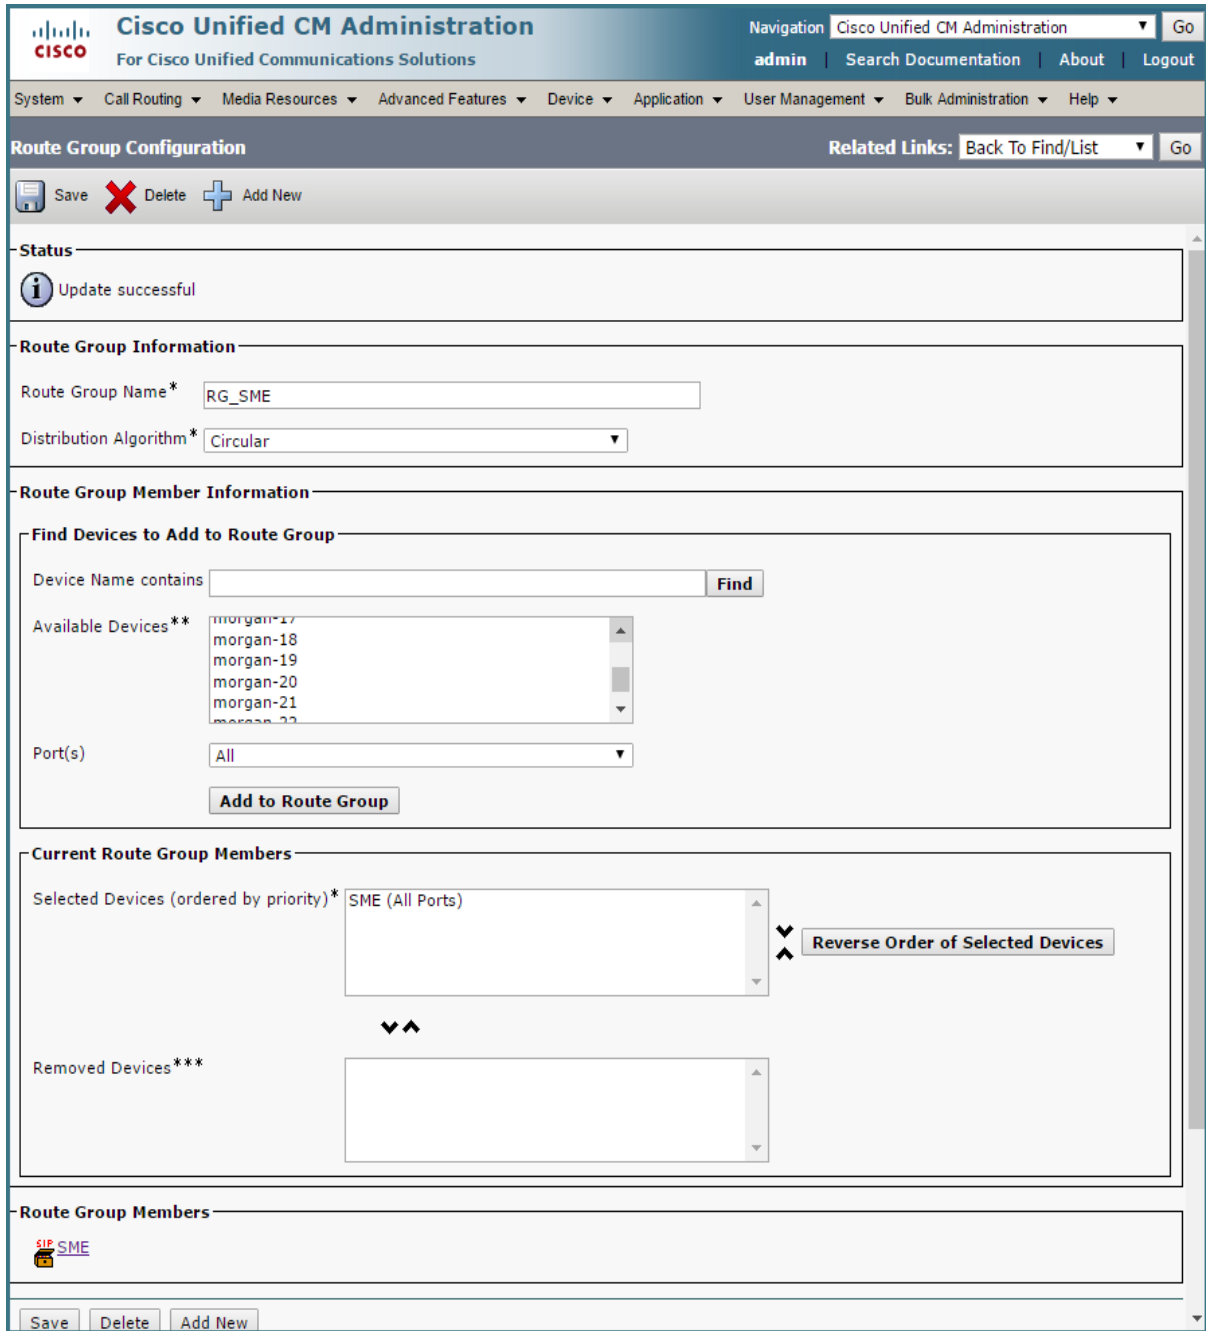 Cisco Unified CM Administration
For Cisco Unified Communications Solutions
CISCO
Navigation Cisco Unified CM Administration Go
admin Search Documentation About Logout
System Call Routing Media Resources Advanced Features Device Application User Management Bulk Administration Help
Route Group Configuration
Related Links: Back To Find/List Go
Save Delete Add New
Status
i Update successful
Route Group Information
Route Group Name* RG_SME
Distribution Algorithm* Circular
Route Group Member Information
Find Devices to Add to Route Group
Device Name contains Find
Available Devices** morgan-17
morgan-18
morgan-19
morgan-20
morgan-21
morgan-22
Port(s) All
Add to Route Group
Current Route Group Members
Selected Devices (ordered by priority)* SME (All Ports)
Reverse Order of Selected Devices
Removed Devices***
Route Group Members
SIP SME
Save Delete Add New